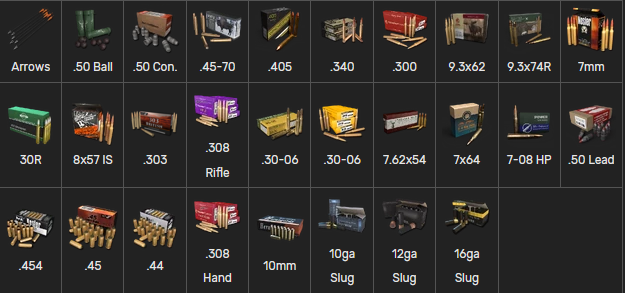 Arrows .50 Ball .50 Con. .45-70 .405 .340 .300 9.3x62 9.3x74R 7mm
30R 8x57 IS .303 .308 Rifle .30-06 .30-06 7.62x54 7x64 7-08 HP .50 Lead
.454 .45 .44 .308 Hand 10mm 10ga Slug 12ga Slug 16ga Slug